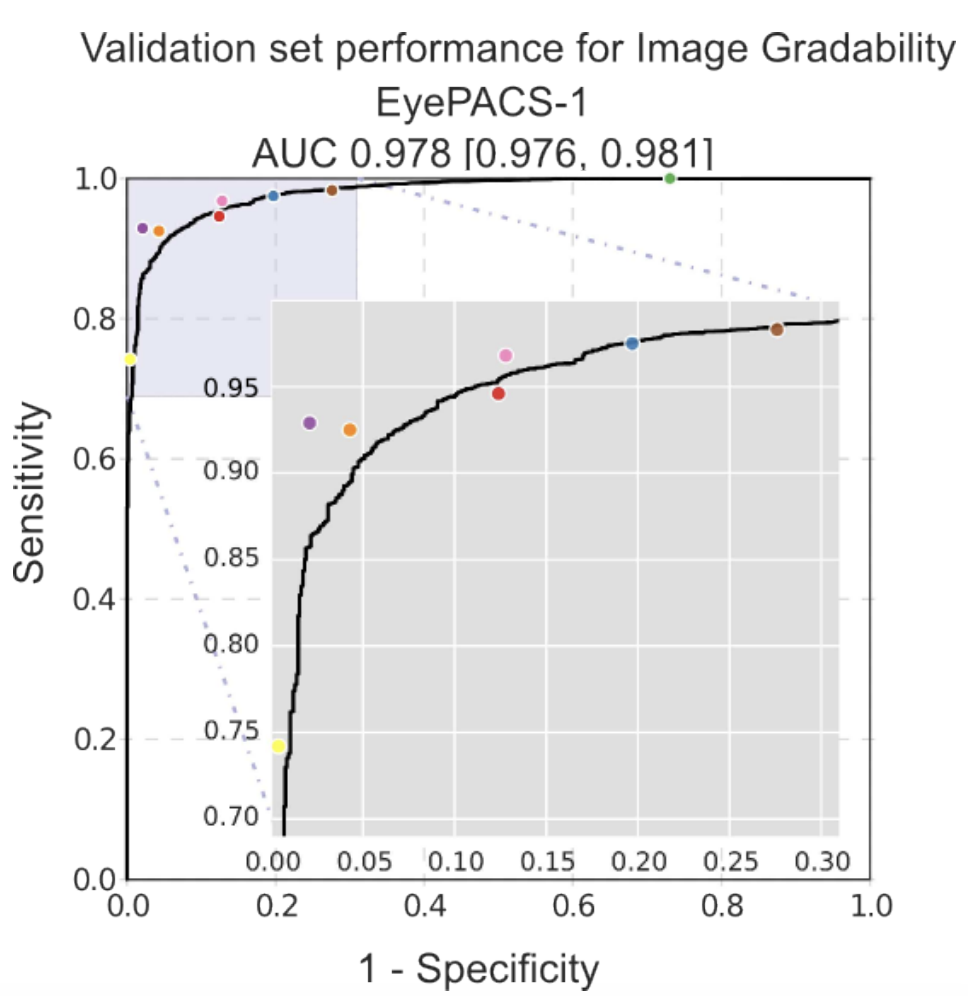 Validation set performance for Image Gradability
EyePACS-1
AUC 0.978 [0.976, 0.981]
1.0
0.8
0.6
0.4
0.2
0.0
Sensitivity
0.95
0.90
0.85
0.80
0.75
0.70
0.00 0.05 0.10 0.15 0.20 0.25 0.30
0.0 0.2 0.4 0.6 0.8 1.0
1 - Specificity